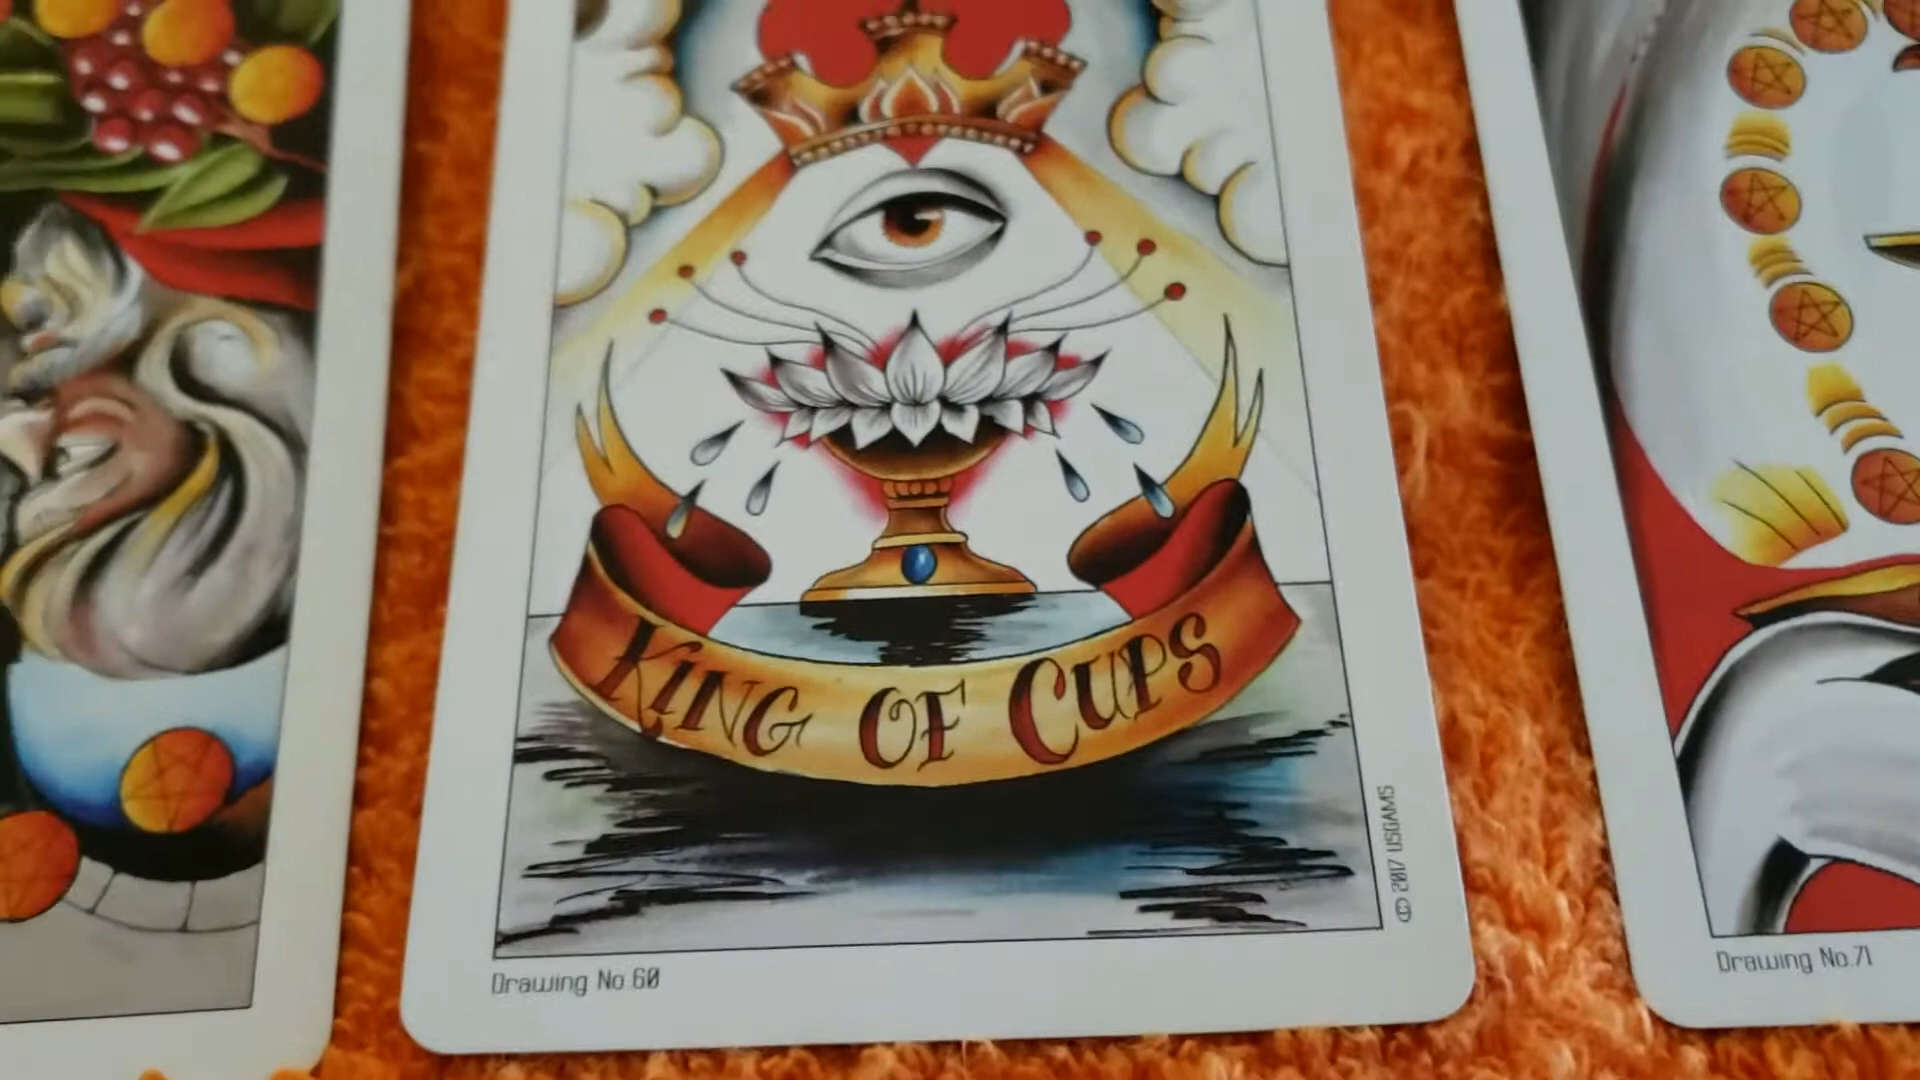 KING OF CUPS
© 2017 USGAMS
Drawing No.60
Drawing No.71